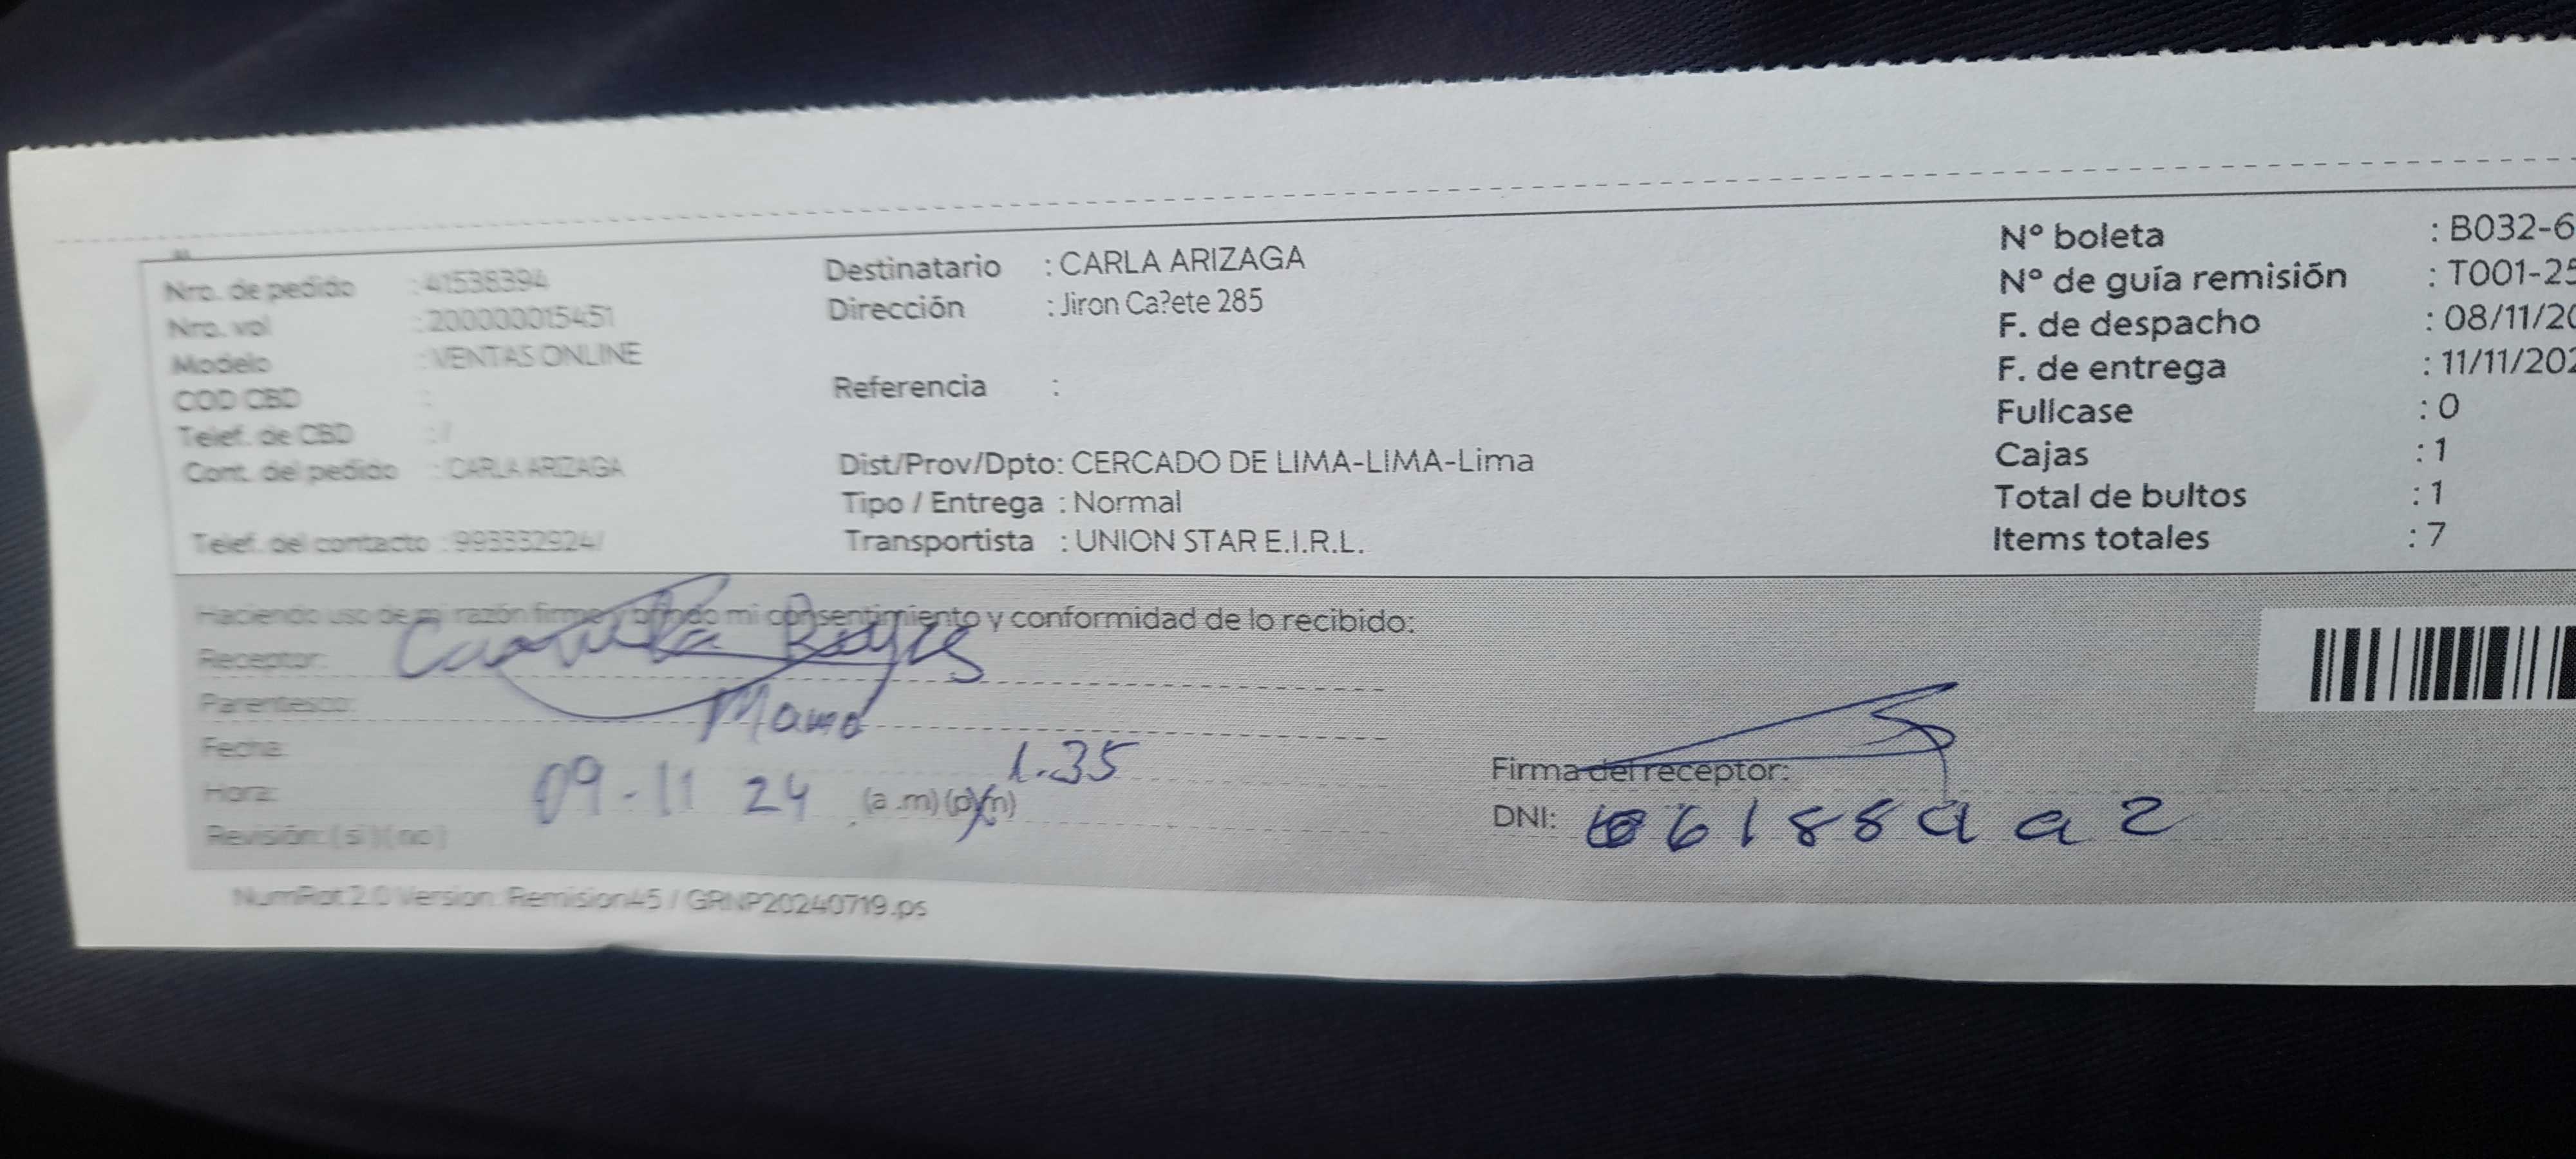 Nro. de pedido : 41538394
Nro. vol : 200000015451
Modelo : VENTAS ONLINE
COD CBD :
Telef. de CBD : /
Cont. del pedido : CARLA ARIZAGA
Telef. del contacto : 993332924/
Destinatario : CARLA ARIZAGA
Dirección : Jiron Ca?ete 285
Referencia :
Dist/Prov/Dpto: CERCADO DE LIMA-LIMA-Lima
Tipo / Entrega : Normal
Transportista : UNION STAR E.I.R.L.
Nº boleta : B032-6
Nº de guía remisión : T001-25
F. de despacho : 08/11/20
F. de entrega : 11/11/202
Fullcase : 0
Cajas : 1
Total de bultos : 1
Items totales : 7
Haciendo uso de mi razón firmo y brindo mi consentimiento y conformidad de lo recibido:
Receptor: Reyes
Parentesco: Mama
Fecha:
Hora: 09-11 24 (a .m) (p.m) 1.35
Revisión: ( si ) ( no )
Firma del receptor:
DNI:
NumRot 2.0 Version: Remision45 / GRNP20240719.ps